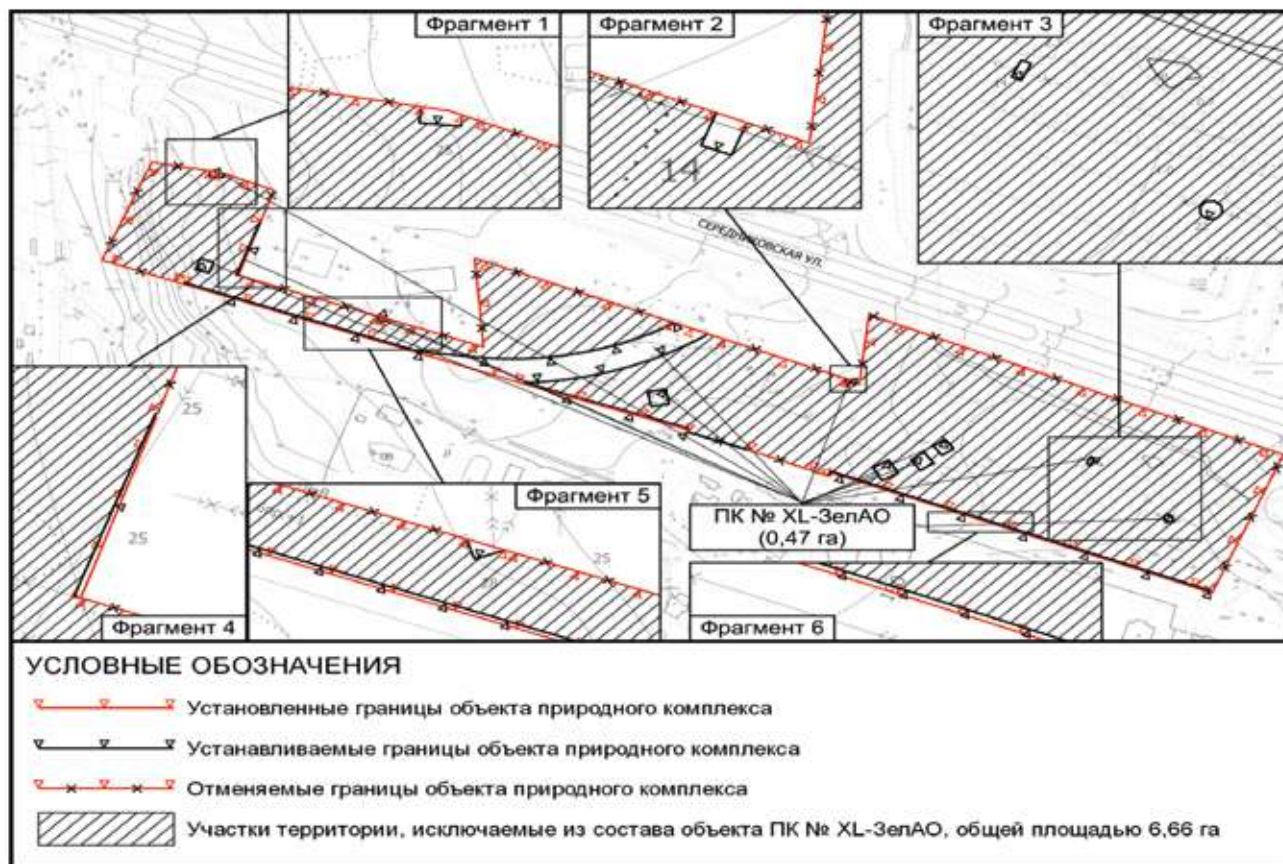 Фрагмент 1
Фрагмент 2
Фрагмент 3
25
14
СЕРЕДНИКОВСКАЯ УЛ.
25
25
Фрагмент 4
Фрагмент 5
25
ПК № XL-ЗелАО
(0,47 га)
Фрагмент 6
УСЛОВНЫЕ ОБОЗНАЧЕНИЯ
Установленные границы объекта природного комплекса
Устанавливаемые границы объекта природного комплекса
Отменяемые границы объекта природного комплекса
Участки территории, исключаемые из состава объекта ПК № XL-ЗелАО, общей площадью 6,66 га